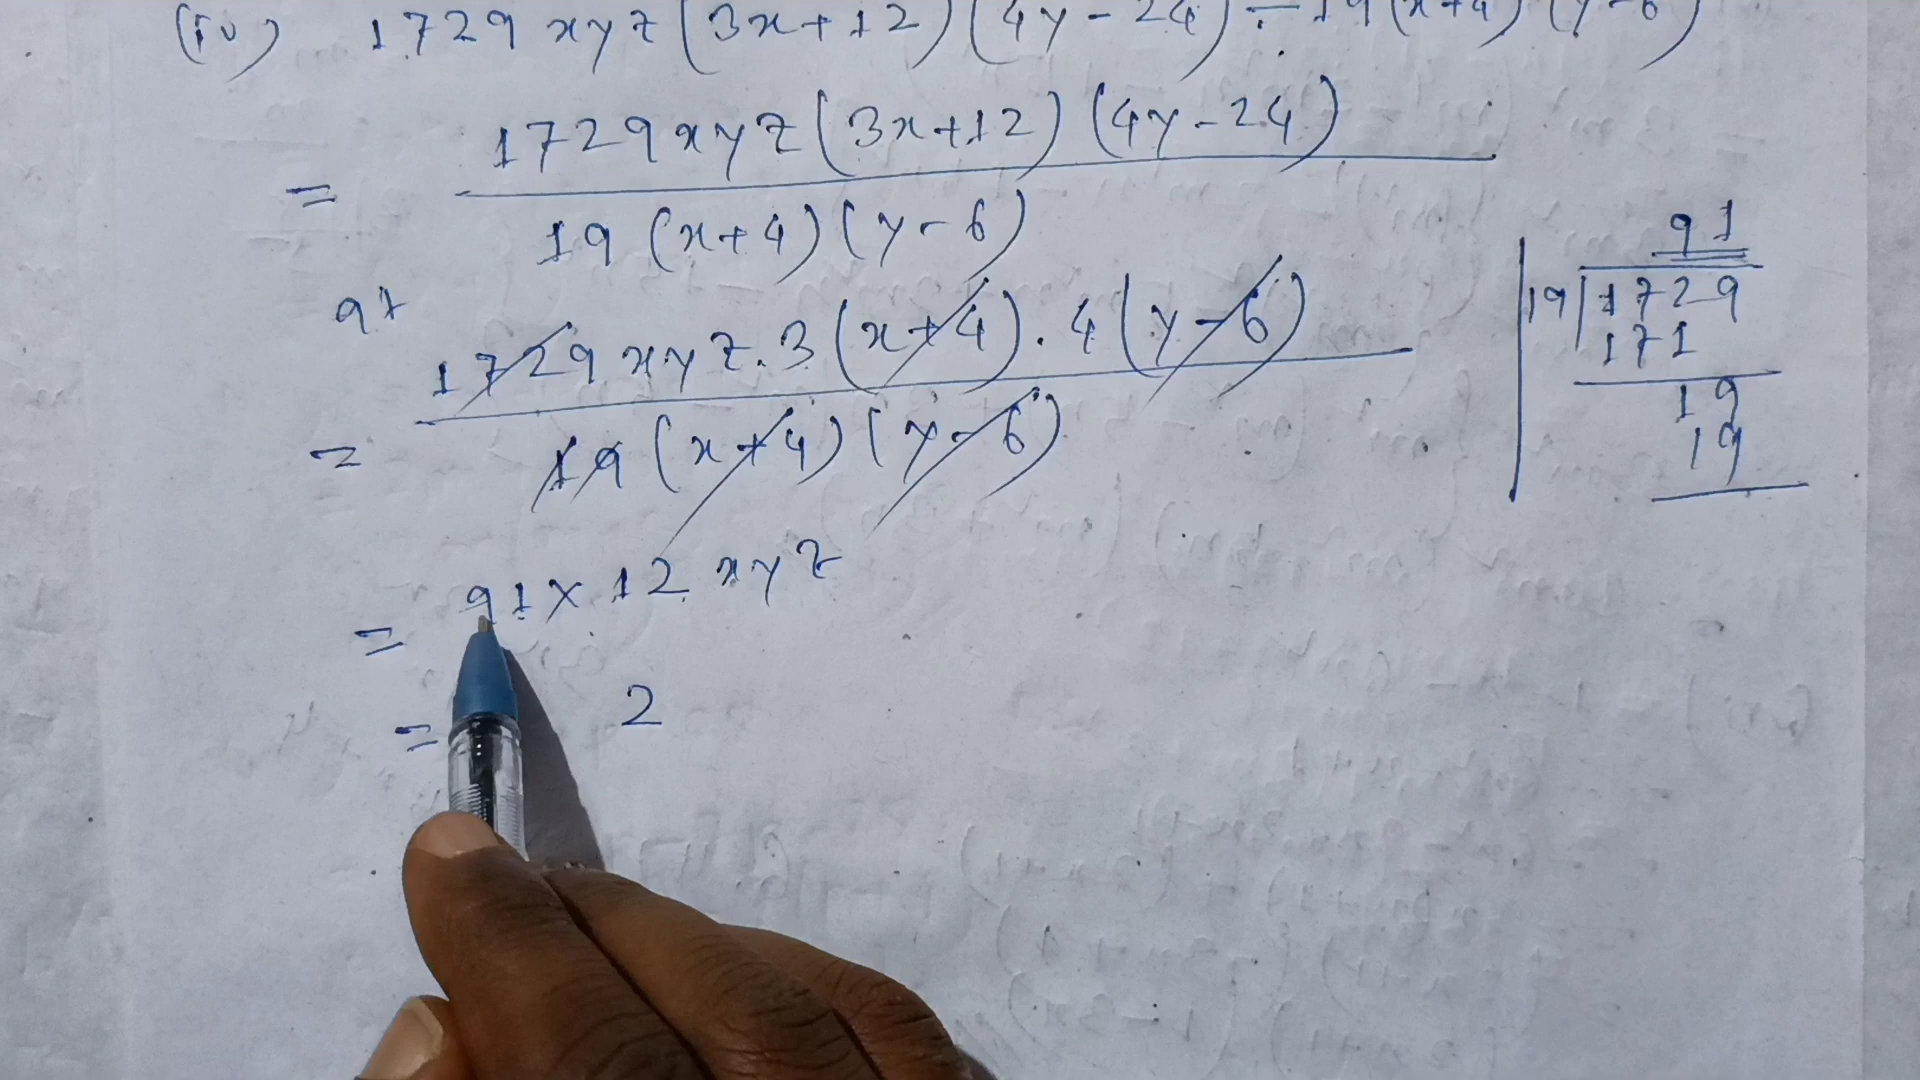 (iv) 1729 xyz (3x+12) (4y-24) ÷ 19 (x+4) (y-6)
1729 xyz (3x+12) (4y-24)
=
19 (x+4) (y-6)
91
1729 xyz . 3 (x+4) . 4 (y-6)
=
19 (x+4) (y-6)
= 91 x 12 xyz
= 2
91
19 1729
171
19
19